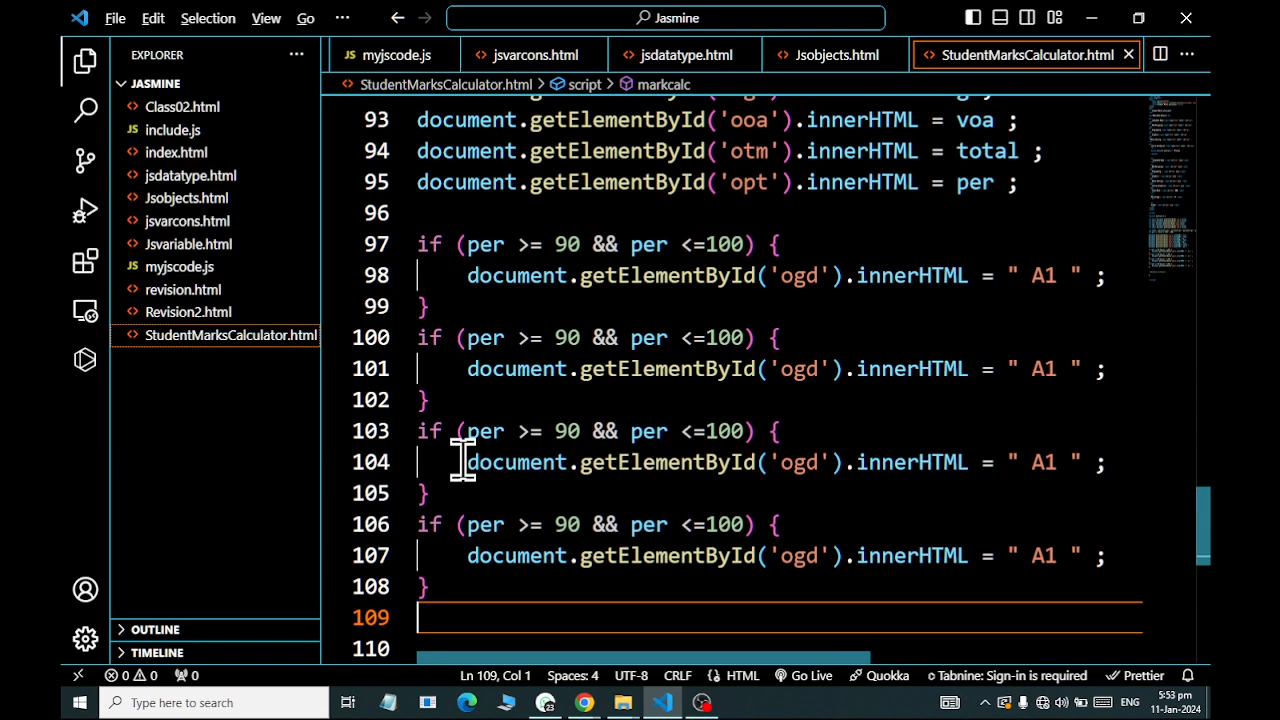 File Edit Selection View Go ··· Jasmine
EXPLORER ···
myjscode.js jsvarcons.html jsdatatype.html Jsobjects.html StudentMarksCalculator.html ···
JASMINE
StudentMarksCalculator.html > script > markcalc
Class02.html
include.js
index.html
jsdatatype.html
Jsobjects.html
jsvarcons.html
Jsvariable.html
myjscode.js
revision.html
Revision2.html
StudentMarksCalculator.html
93 document.getElementById('ooa').innerHTML = voa ;
94 document.getElementById('otm').innerHTML = total ;
95 document.getElementById('opt').innerHTML = per ;
96
97 if (per >= 90 && per <=100) {
98 document.getElementById('ogd').innerHTML = " A1 " ;
99 }
100 if (per >= 90 && per <=100) {
101 document.getElementById('ogd').innerHTML = " A1 " ;
102 }
103 if (per >= 90 && per <=100) {
104 document.getElementById('ogd').innerHTML = " A1 " ;
105 }
106 if (per >= 90 && per <=100) {
107 document.getElementById('ogd').innerHTML = " A1 " ;
108 }
109
110
OUTLINE
TIMELINE
0 0 0 Ln 109, Col 1 Spaces: 4 UTF-8 CRLF HTML Go Live Quokka Tabnine: Sign-in is required Prettier
Type here to search
23
ENG
5:53 pm
11-Jan-2024